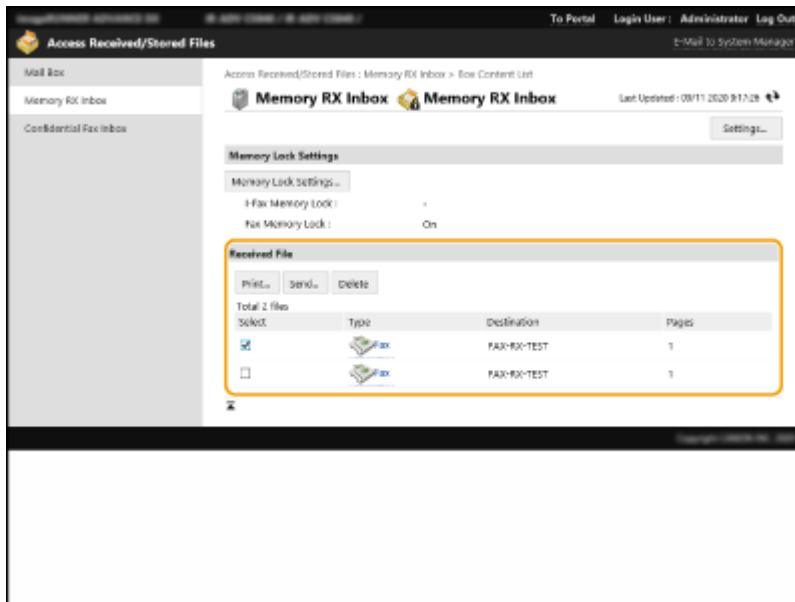 To Portal Login User : Administrator Log Out
Access Received/Stored Files
E-Mail to System Manager
Mail Box
Memory RX Inbox
Confidential Fax Inbox
Access Received/Stored Files : Memory RX Inbox > Box Content List
Memory RX Inbox Memory RX Inbox
Last Updated : 09/11 2020 9:17:28
Settings...
Memory Lock Settings
Memory Lock Settings...
I-Fax Memory Lock : -
Fax Memory Lock : On
Received File
Print... Send... Delete
Total 2 files
Select Type Destination Pages
Fax FAX-RX-TEST 1
Fax FAX-RX-TEST 1